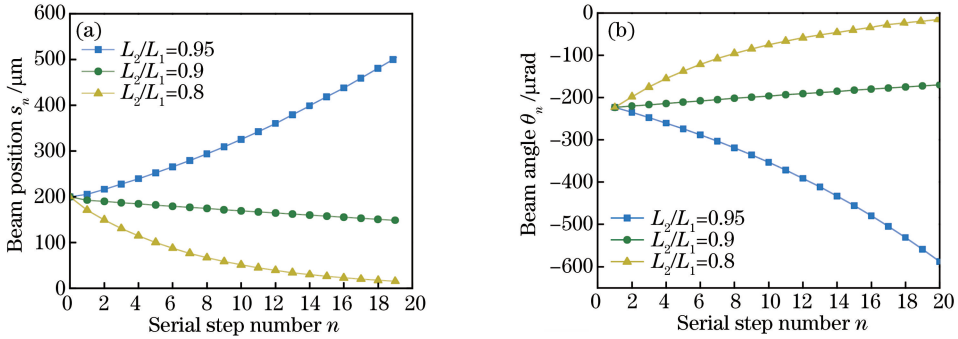 (a)
L₂/L₁=0.95
L₂/L₁=0.9
L₂/L₁=0.8
Beam position sₙ /μm
600
500
400
300
200
100
0
0 2 4 6 8 10 12 14 16 18 20
Serial step number n
(b)
L₂/L₁=0.95
L₂/L₁=0.9
L₂/L₁=0.8
Beam angle θₙ /μrad
0
−100
−200
−300
−400
−500
−600
0 2 4 6 8 10 12 14 16 18 20
Serial step number n